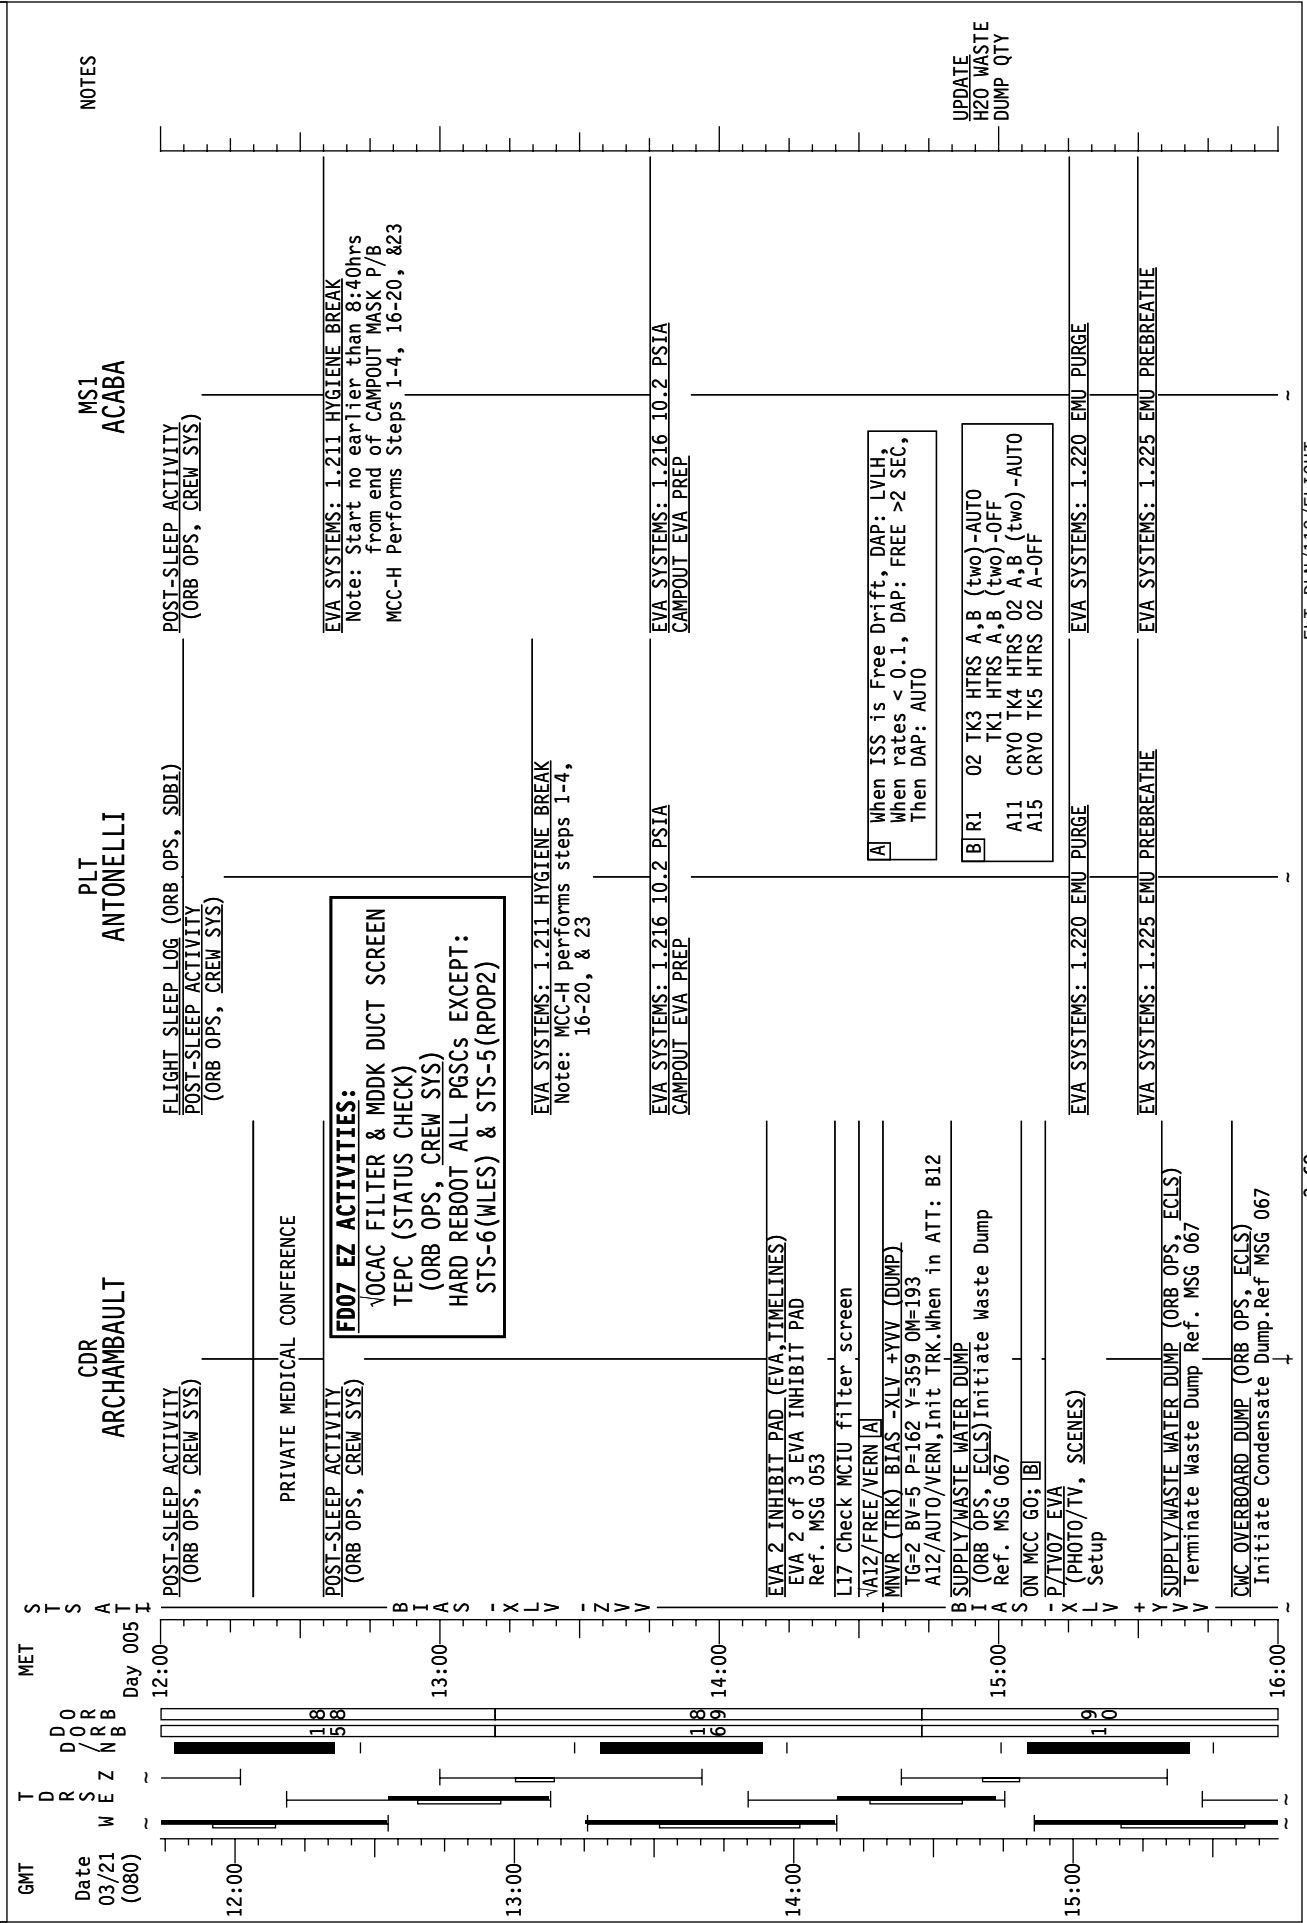 GMT
Date
03/21
(080)
12:00
13:00
14:00
15:00
T
D
R
S
W E Z
D D O
/ O R
N R B
B
18
58
18
69
9
10
MET
Day 005
12:00
13:00
14:00
15:00
16:00
S
T
S
A
T
T
B
I
A
S
-
X
L
V
-
Z
V
V
B
I
A
S
-
X
L
V
+
Y
V
V
CDR
ARCHAMBAULT
POST-SLEEP ACTIVITY
(ORB OPS, CREW SYS)
PRIVATE MEDICAL CONFERENCE
POST-SLEEP ACTIVITY
(ORB OPS, CREW SYS)
EVA 2 INHIBIT PAD (EVA,TIMELINES)
EVA 2 of 3 EVA INHIBIT PAD
Ref. MSG 053
L17 Check MCIU filter screen
√A12/FREE/VERN A
MNVR (TRK) BIAS -XLV +YVV (DUMP)
TG=2 BV=5 P=162 Y=359 OM=193
A12/AUTO/VERN,Init TRK.When in ATT: B12
SUPPLY/WASTE WATER DUMP
(ORB OPS, ECLS)Initiate Waste Dump
Ref. MSG 067
ON MCC GO; B
P/TV07 EVA
(PHOTO/TV, SCENES)
Setup
SUPPLY/WASTE WATER DUMP (ORB OPS, ECLS)
Terminate Waste Dump Ref. MSG 067
CWC OVERBOARD DUMP (ORB OPS, ECLS)
Initiate Condensate Dump.Ref MSG 067
FD07 EZ ACTIVITIES:
√OCAC FILTER & MDDK DUCT SCREEN
TEPC (STATUS CHECK)
(ORB OPS, CREW SYS)
HARD REBOOT ALL PGSCs EXCEPT:
STS-6(WLES) & STS-5(RPOP2)
PLT
ANTONELLI
FLIGHT SLEEP LOG (ORB OPS, SDBI)
POST-SLEEP ACTIVITY
(ORB OPS, CREW SYS)
EVA SYSTEMS: 1.211 HYGIENE BREAK
Note: MCC-H performs steps 1-4,
16-20, & 23
EVA SYSTEMS: 1.216 10.2 PSIA
CAMPOUT EVA PREP
A When ISS is Free Drift, DAP: LVLH,
When rates < 0.1, DAP: FREE >2 SEC,
Then DAP: AUTO
B R1 O2 TK3 HTRS A,B (two)-AUTO
TK1 HTRS A,B (two)-OFF
A11 CRYO TK4 HTRS O2 A,B (two)-AUTO
A15 CRYO TK5 HTRS O2 A-OFF
EVA SYSTEMS: 1.220 EMU PURGE
EVA SYSTEMS: 1.225 EMU PREBREATHE
MS1
ACABA
POST-SLEEP ACTIVITY
(ORB OPS, CREW SYS)
EVA SYSTEMS: 1.211 HYGIENE BREAK
Note: Start no earlier than 8:40hrs
from end of CAMPOUT MASK P/B
MCC-H Performs Steps 1-4, 16-20, &23
EVA SYSTEMS: 1.216 10.2 PSIA
CAMPOUT EVA PREP
EVA SYSTEMS: 1.220 EMU PURGE
EVA SYSTEMS: 1.225 EMU PREBREATHE
NOTES
UPDATE
H2O WASTE
DUMP QTY